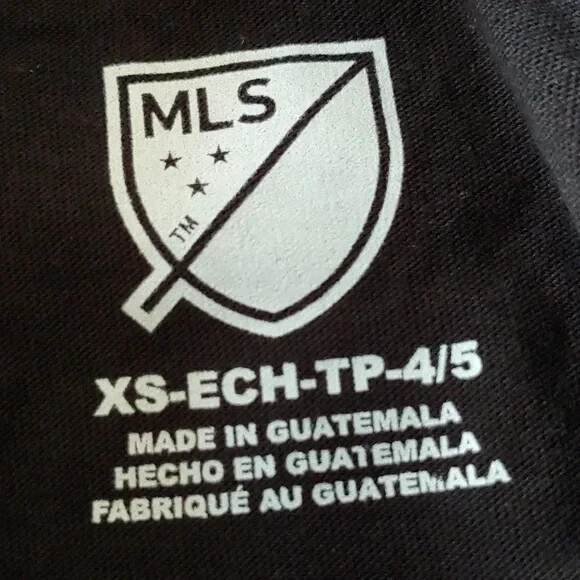 MLS
TM
XS-ECH-TP-4/5
MADE IN GUATEMALA
HECHO EN GUATEMALA
FABRIQUÉ AU GUATEMALA